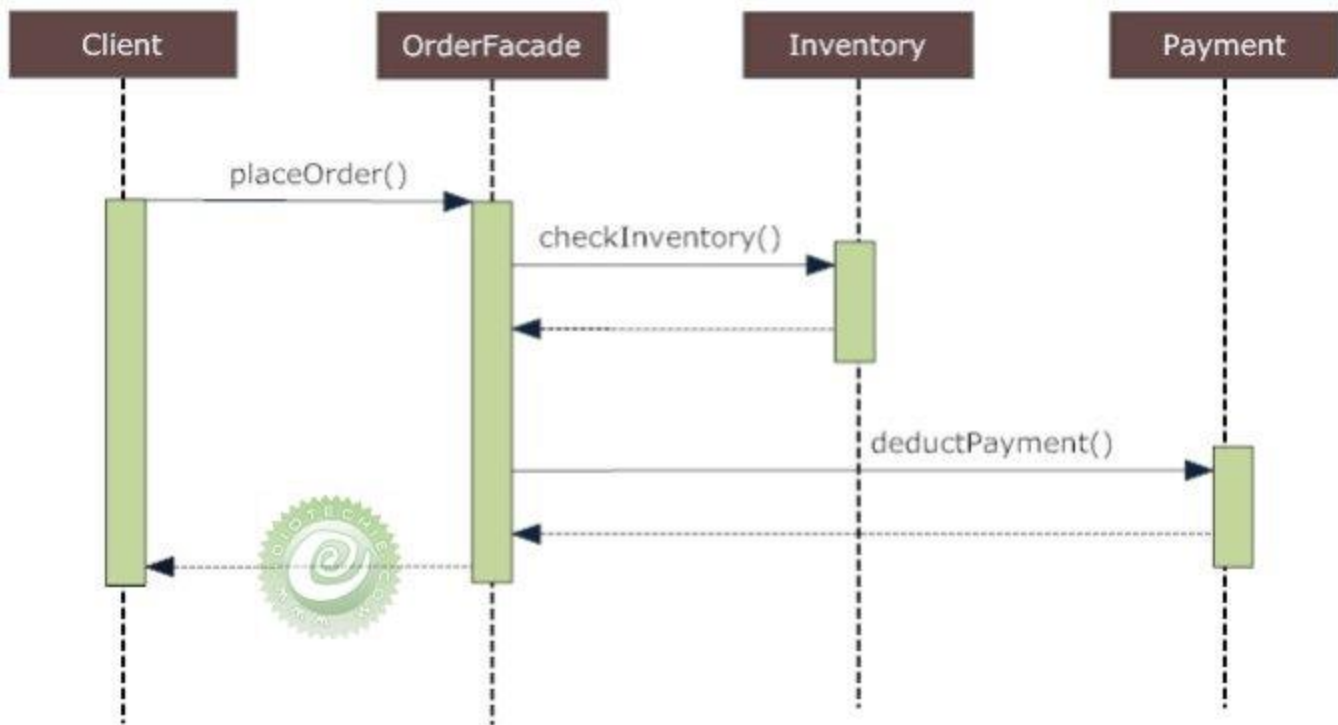 Client
OrderFacade
Inventory
Payment
placeOrder()
checkInventory()
deductPayment()